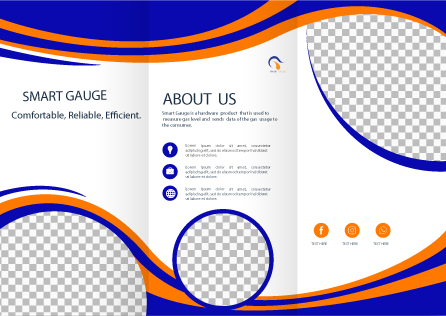 SMART GAUGE
Comfortable, Reliable, Efficient.
ABOUT US
Smart Gauge is a hardware product that is used to
measure gas level and sends data of the gas usage to
the consumer.
Lorem ipsum dolor sit amet, consectetur
adipiscing elit, sed do eiusmod tempor incididunt
ut labore et dolore
Lorem ipsum dolor sit amet, consectetur
adipiscing elit, sed do eiusmod tempor incididunt
ut labore et dolore
Lorem ipsum dolor sit amet, consectetur
adipiscing elit, sed do eiusmod tempor incididunt
ut labore et dolore
TEXT HERE
TEXT HERE
TEXT HERE